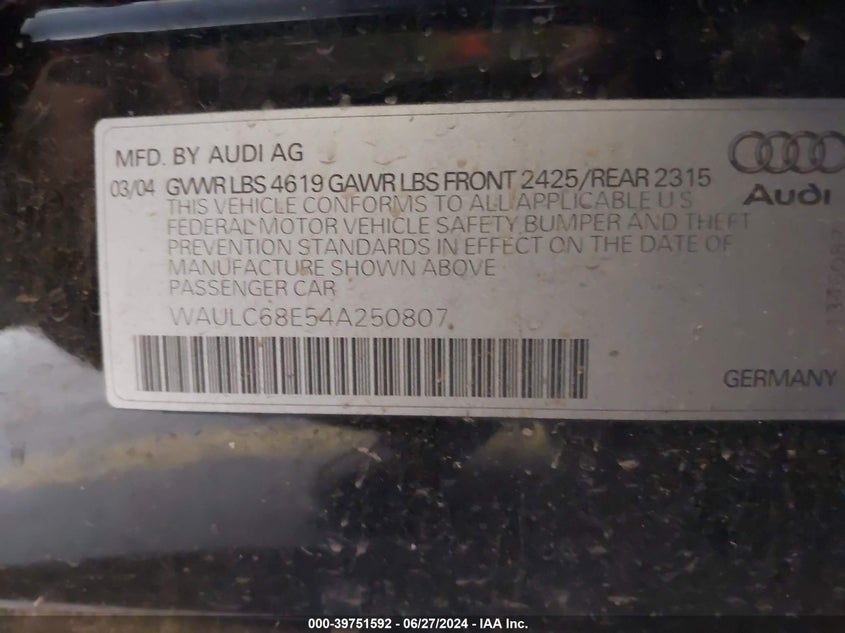 MFD. BY AUDI AG
03/04 GVWR LBS 4619 GAWR LBS FRONT 2425/REAR 2315
THIS VEHICLE CONFORMS TO ALL APPLICABLE U S
FEDERAL MOTOR VEHICLE SAFETY, BUMPER AND THEFT
PREVENTION STANDARDS IN EFFECT ON THE DATE OF
MANUFACTURE SHOWN ABOVE
PASSENGER CAR
WAULC68E54A250807
Audi
GERMANY
000-39751592 - 06/27/2024 - IAA Inc.